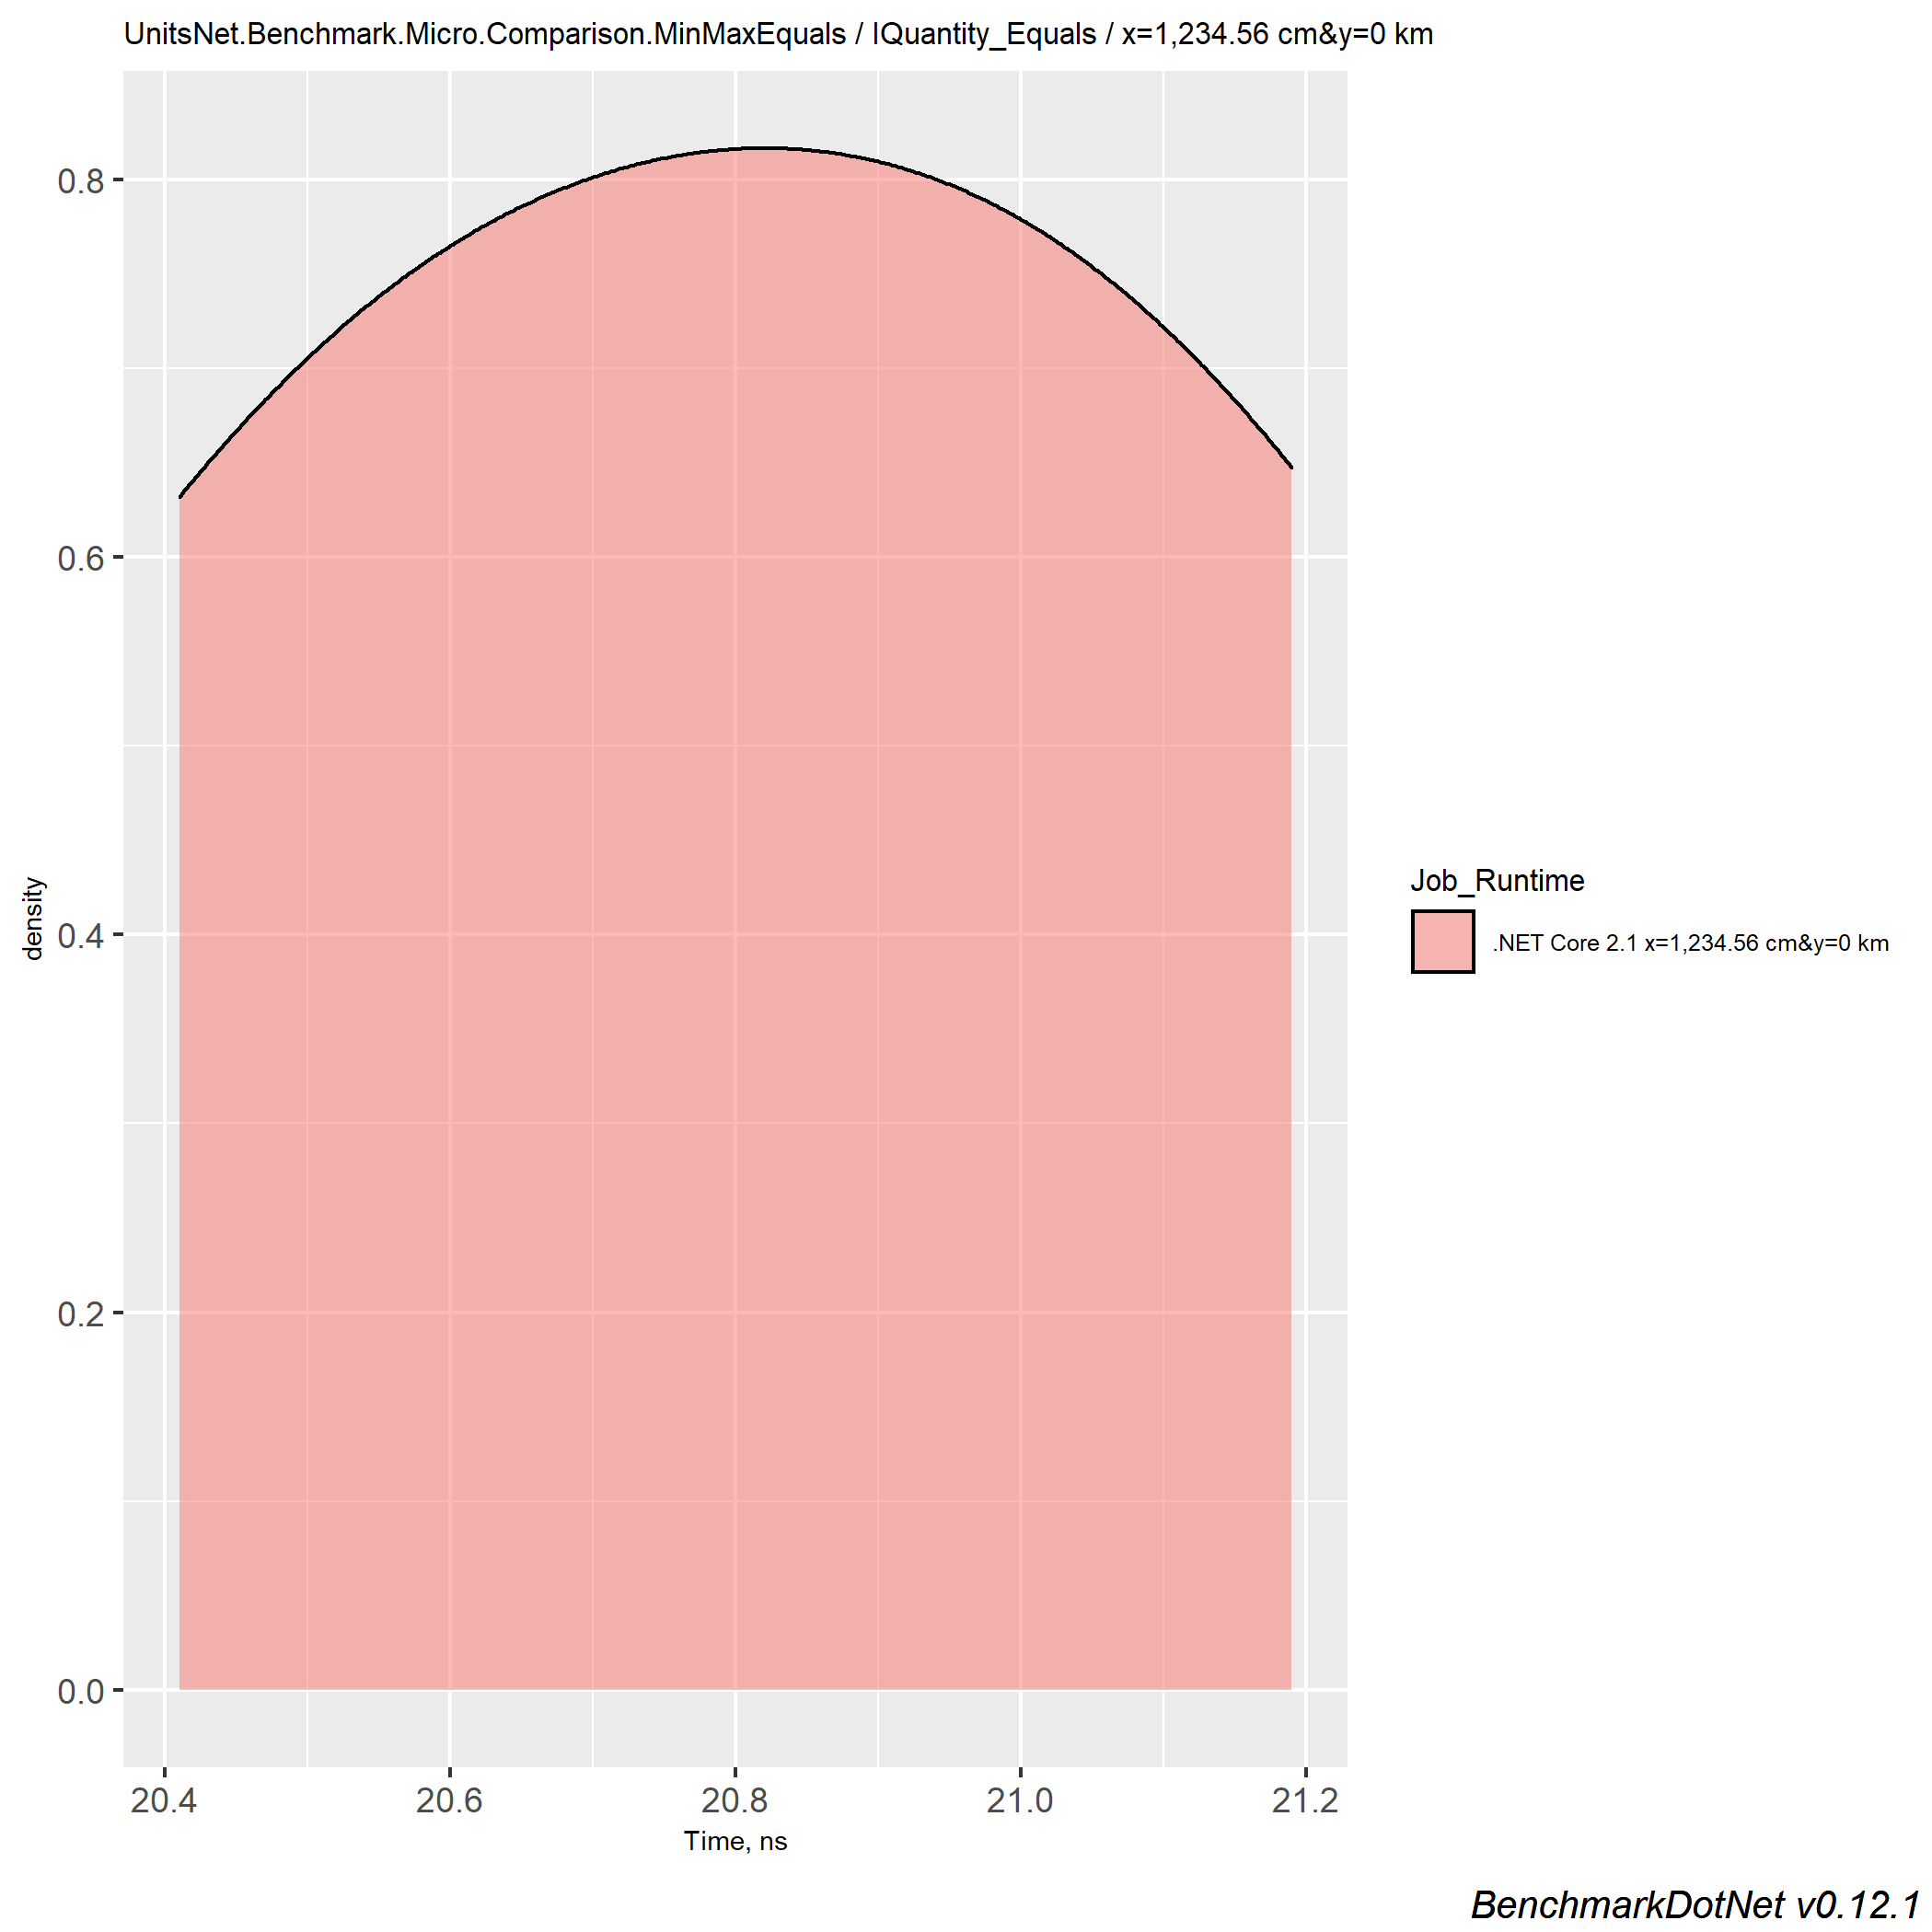 UnitsNet.Benchmark.Micro.Comparison.MinMaxEquals / IQuantity_Equals / x=1,234.56 cm&y=0 km
0.8
0.6
0.4
0.2
0.0
density
20.4 20.6 20.8 21.0 21.2
Time, ns
Job_Runtime
.NET Core 2.1 x=1,234.56 cm&y=0 km
BenchmarkDotNet v0.12.1